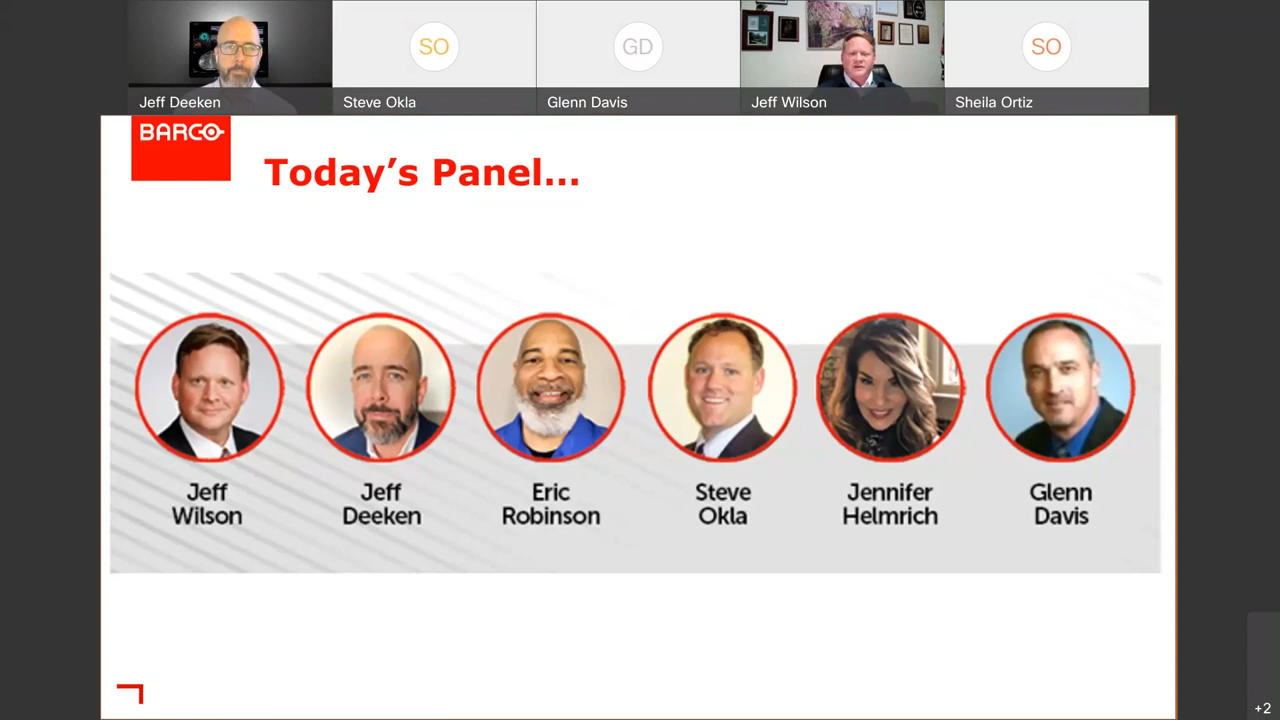 SO
GD
SO
Jeff Deeken
Steve Okla
Glenn Davis
Jeff Wilson
Sheila Ortiz
BARCO
Today's Panel...
Jeff
Wilson
Jeff
Deeken
Eric
Robinson
Steve
Okla
Jennifer
Helmrich
Glenn
Davis
+2